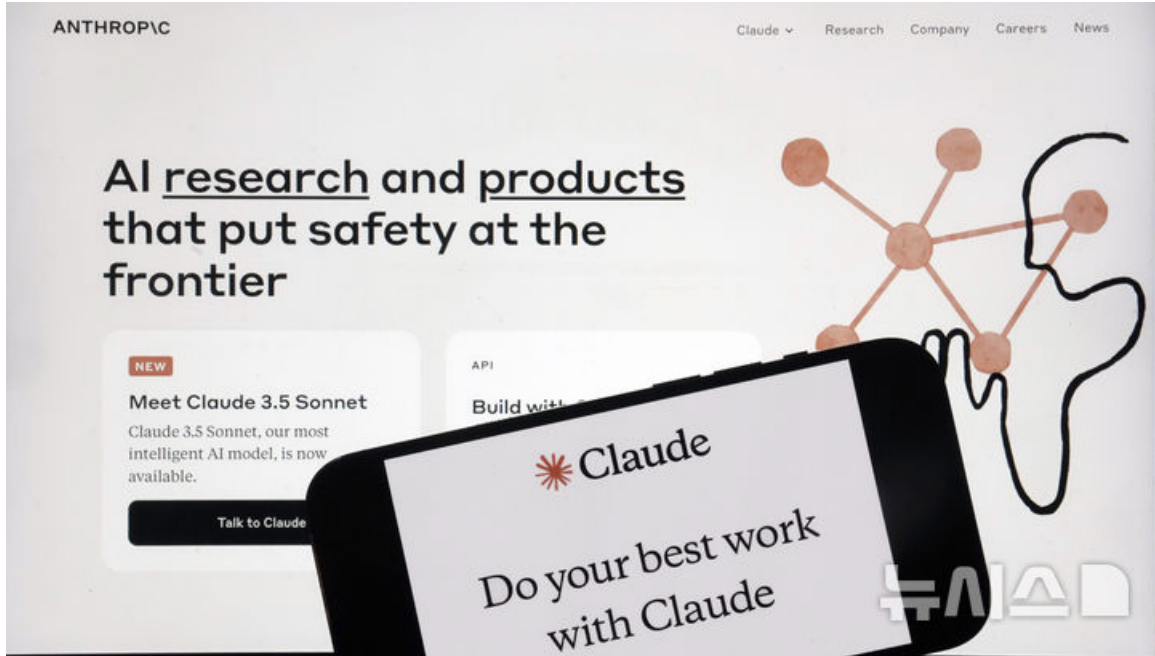 ANTHROP\C
Claude
Research
Company
Careers
News
AI research and products
that put safety at the
frontier
NEW
Meet Claude 3.5 Sonnet
Claude 3.5 Sonnet, our most
intelligent AI model, is now
available.
Talk to Claude
API
Build with
Claude
Do your best work
with Claude
뉴시스